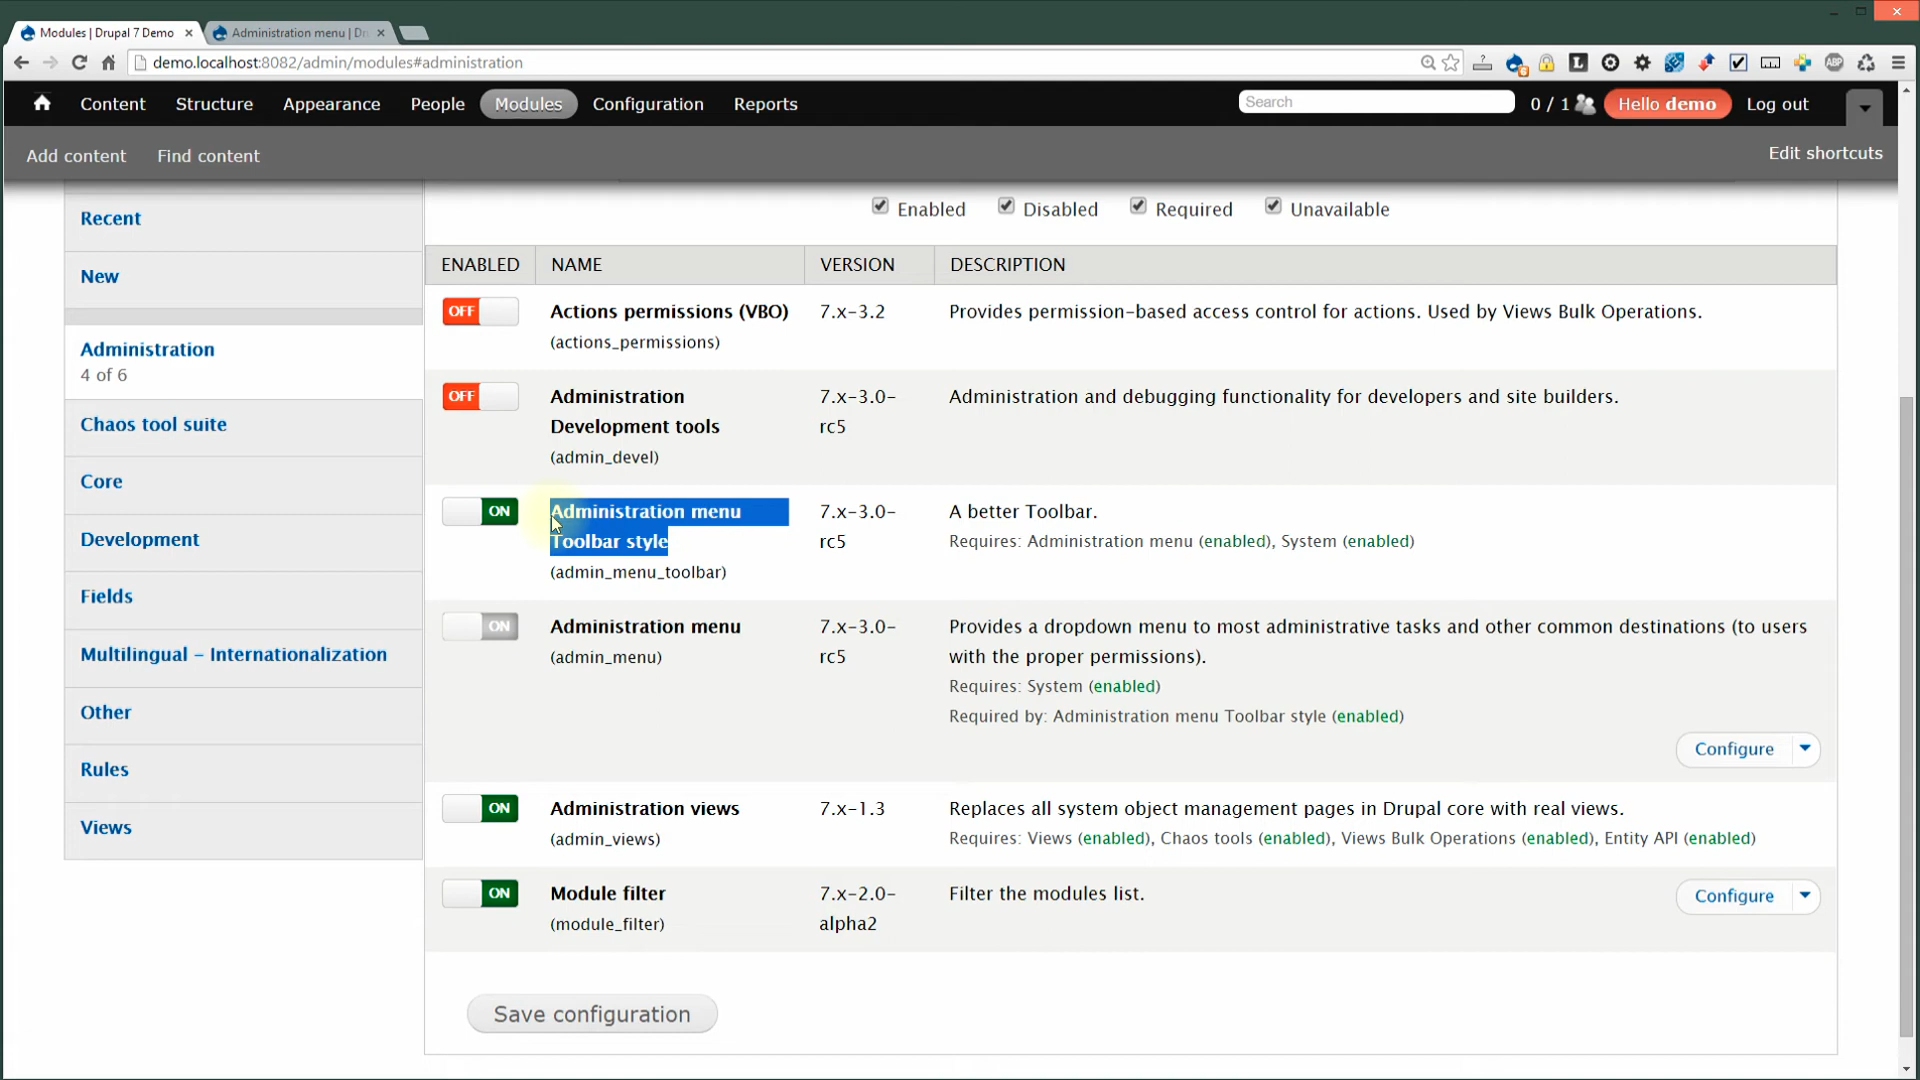 Modules | Drupal 7 Demo
Administration menu | Dr
demo.localhost:8082/admin/modules#administration
Content Structure Appearance People Modules Configuration Reports
Search
0 / 1
Hello demo
Log out
Add content Find content
Edit shortcuts
Recent
New
Administration
4 of 6
Chaos tool suite
Core
Development
Fields
Multilingual – Internationalization
Other
Rules
Views
Enabled Disabled Required Unavailable
ENABLED NAME VERSION DESCRIPTION
OFF Actions permissions (VBO) 7.x-3.2 Provides permission-based access control for actions. Used by Views Bulk Operations.
(actions_permissions)
OFF Administration 7.x-3.0- Administration and debugging functionality for developers and site builders.
Development tools rc5
(admin_devel)
ON Administration menu 7.x-3.0- A better Toolbar.
Toolbar style rc5 Requires: Administration menu (enabled), System (enabled)
(admin_menu_toolbar)
ON Administration menu 7.x-3.0- Provides a dropdown menu to most administrative tasks and other common destinations (to users
(admin_menu) rc5 with the proper permissions).
Requires: System (enabled)
Required by: Administration menu Toolbar style (enabled)
Configure
ON Administration views 7.x-1.3 Replaces all system object management pages in Drupal core with real views.
(admin_views) Requires: Views (enabled), Chaos tools (enabled), Views Bulk Operations (enabled), Entity API (enabled)
ON Module filter 7.x-2.0- Filter the modules list. Configure
(module_filter) alpha2
Save configuration
L
ABP